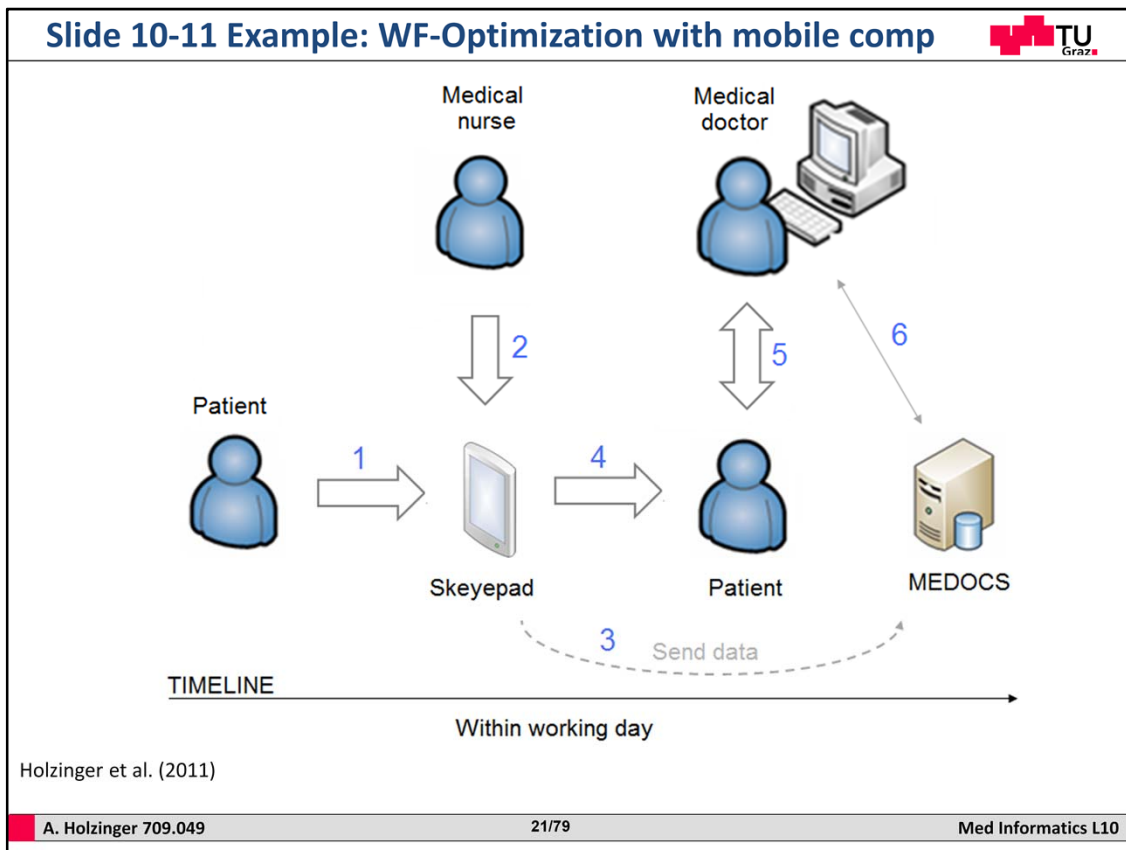 Slide 10-11 Example: WF-Optimization with mobile comp
TU
Graz
Medical
nurse
Medical
doctor
2
5
6
Patient
1
4
Skeyepad
Patient
MEDOCS
3
Send data
TIMELINE
Within working day
Holzinger et al. (2011)
A. Holzinger 709.049
21/79
Med Informatics L10